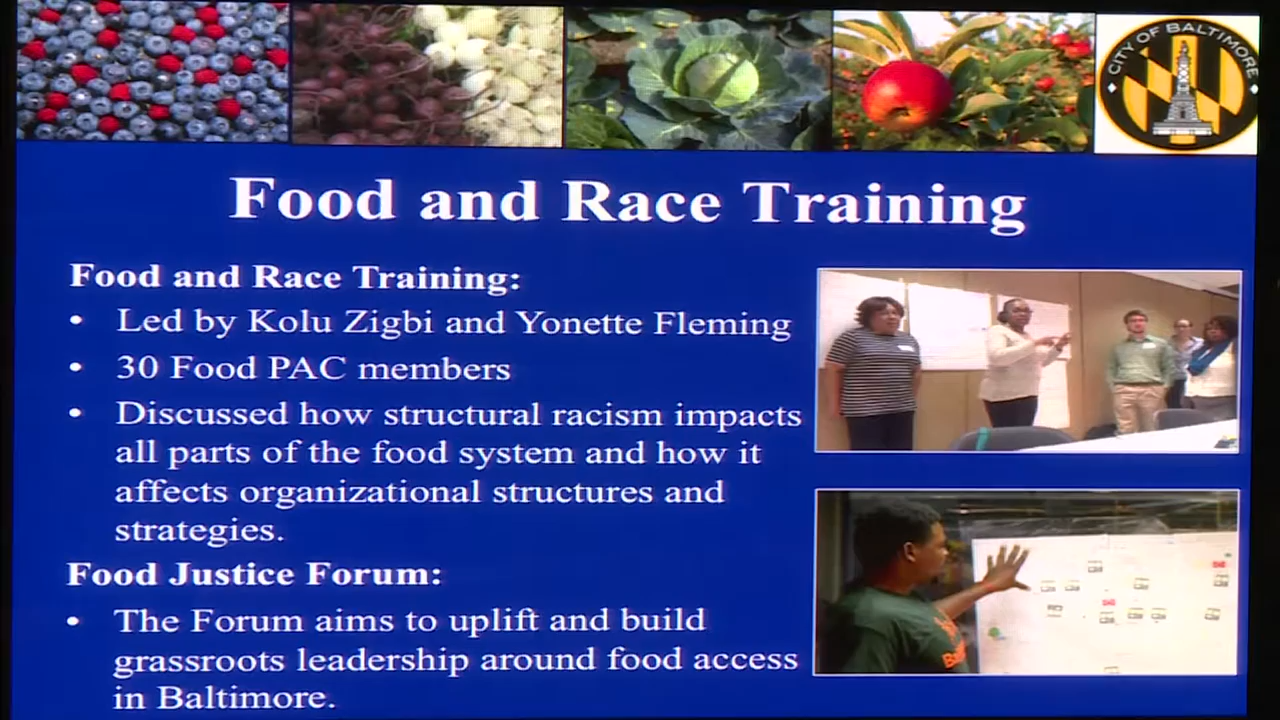 CITY OF BALTIMORE
Food and Race Training
Food and Race Training:
• Led by Kolu Zigbi and Yonette Fleming
• 30 Food PAC members
• Discussed how structural racism impacts
all parts of the food system and how it
affects organizational structures and
strategies.
Food Justice Forum:
• The Forum aims to uplift and build
grassroots leadership around food access
in Baltimore.